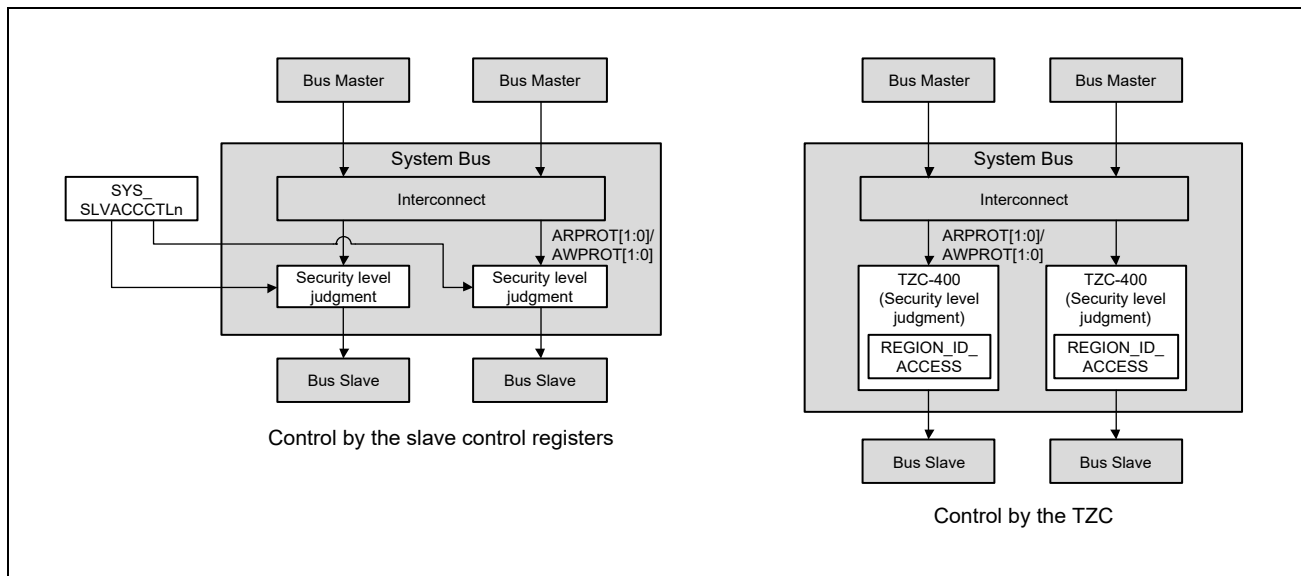 Bus Master
Bus Master
System Bus
SYS_
SLVACCCTLn
Interconnect
ARPROT[1:0]/
AWPROT[1:0]
Security level
judgment
Security level
judgment
Bus Slave
Bus Slave
Control by the slave control registers
Bus Master
Bus Master
System Bus
Interconnect
ARPROT[1:0]/
AWPROT[1:0]
TZC-400
(Security level
judgment)
REGION_ID_
ACCESS
TZC-400
(Security level
judgment)
REGION_ID_
ACCESS
Bus Slave
Bus Slave
Control by the TZC